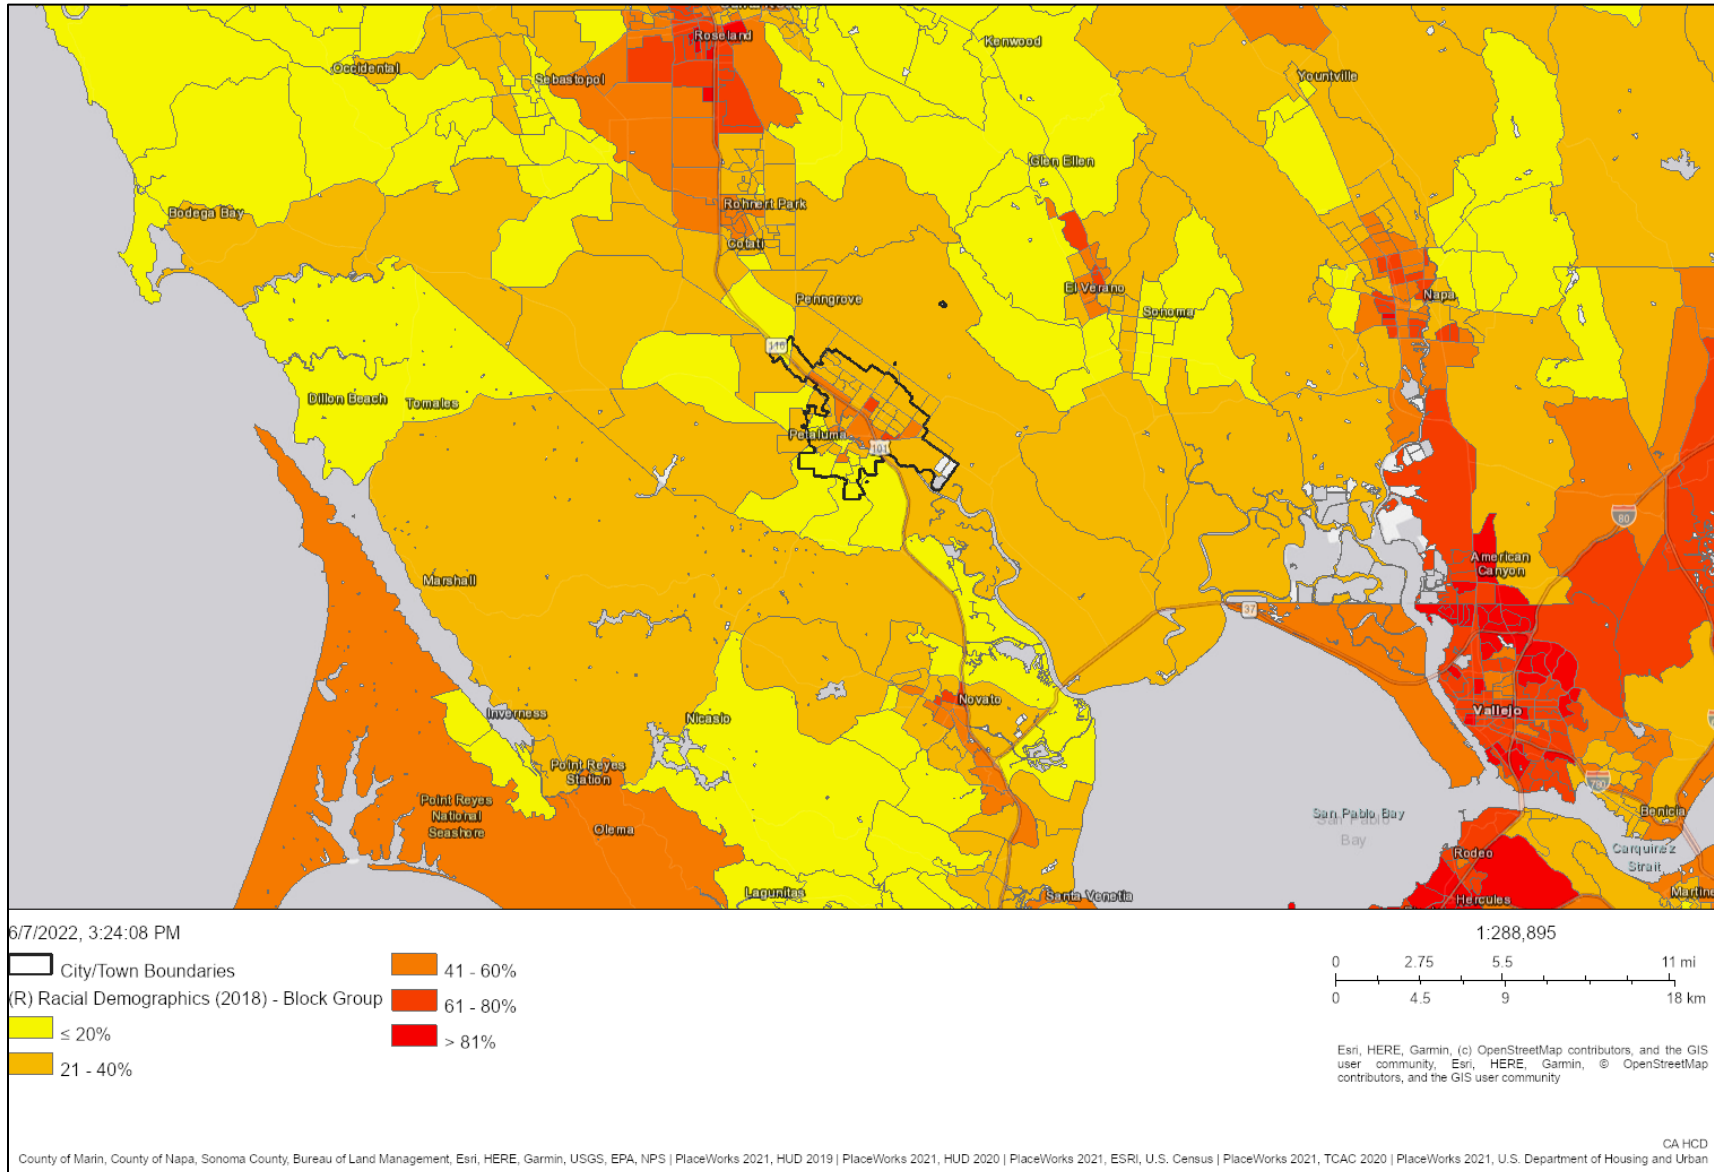 Roseland
Kenwood
Occidental
Sebastopol
Yountville
Glen Ellen
Bodega Bay
Rohnert Park
Cotati
El Verano
Napa
Penngrove
Sonoma
116
Dillon Beach
Tomales
Petaluma
101
80
American
Canyon
Marshall
37
Novato
Inverness
Nicasio
Vallejo
Point Reyes
Station
780
Point Reyes
National
Seashore
Olema
San Pablo Bay
San Pablo
Bay
Benicia
Carquinez
Strait
Rodeo
Lagunitas
Santa Venetia
Hercules
Martine
6/7/2022, 3:24:08 PM
City/Town Boundaries
(R) Racial Demographics (2018) - Block Group
≤ 20%
21 - 40%
41 - 60%
61 - 80%
> 81%
1:288,895
0 2.75 5.5 11 mi
0 4.5 9 18 km
Esri, HERE, Garmin, (c) OpenStreetMap contributors, and the GIS
user community, Esri, HERE, Garmin, © OpenStreetMap
contributors, and the GIS user community
CA HCD
County of Marin, County of Napa, Sonoma County, Bureau of Land Management, Esri, HERE, Garmin, USGS, EPA, NPS | PlaceWorks 2021, HUD 2019 | PlaceWorks 2021, HUD 2020 | PlaceWorks 2021, ESRI, U.S. Census | PlaceWorks 2021, TCAC 2020 | PlaceWorks 2021, U.S. Department of Housing and Urban